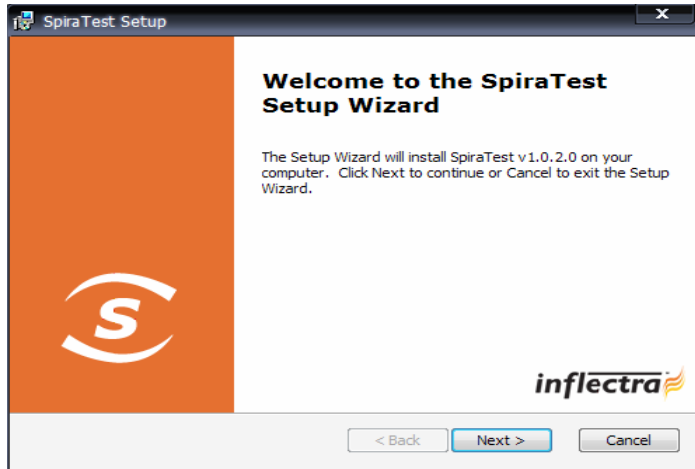 SpiraTest Setup
x
Welcome to the SpiraTest
Setup Wizard
The Setup Wizard will install SpiraTest v1.0.2.0 on your
computer. Click Next to continue or Cancel to exit the Setup
Wizard.
S
inflectra
< Back
Next >
Cancel